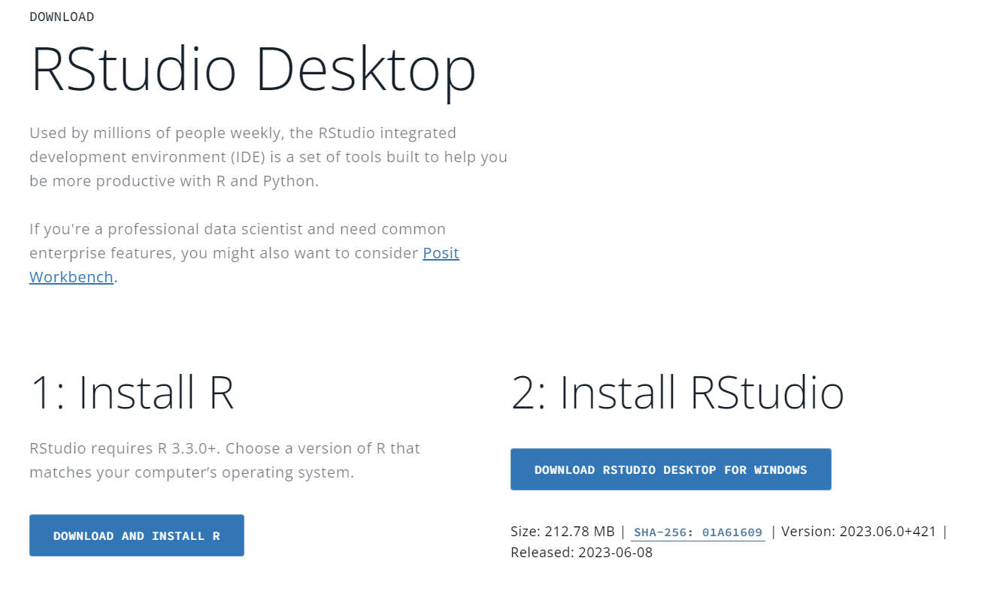 DOWNLOAD
RStudio Desktop
Used by millions of people weekly, the RStudio integrated
development environment (IDE) is a set of tools built to help you
be more productive with R and Python.
If you're a professional data scientist and need common
enterprise features, you might also want to consider Posit
Workbench.
1: Install R
RStudio requires R 3.3.0+. Choose a version of R that
matches your computer’s operating system.
DOWNLOAD AND INSTALL R
2: Install RStudio
DOWNLOAD RSTUDIO DESKTOP FOR WINDOWS
Size: 212.78 MB | SHA-256: 01A61609 | Version: 2023.06.0+421 |
Released: 2023-06-08